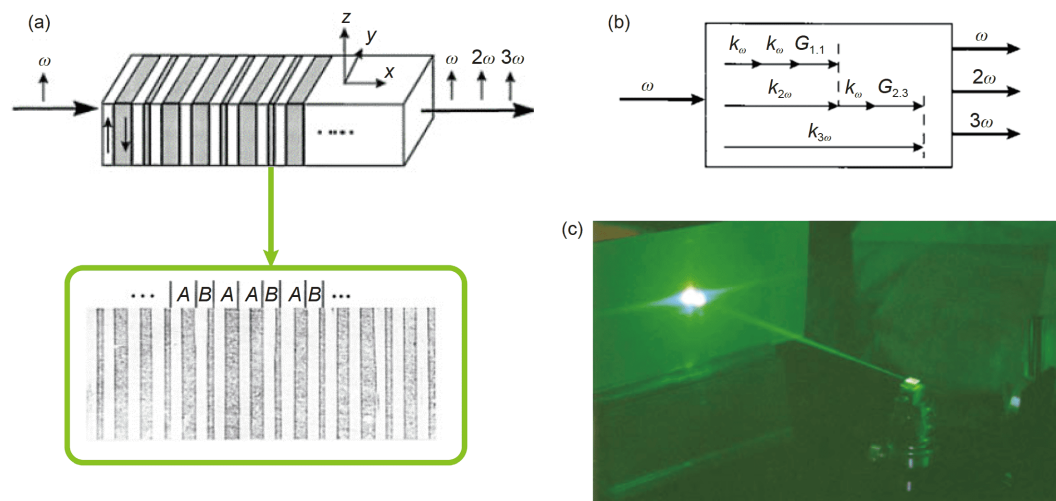 (a)
z
y
x
ω
ω 2ω 3ω
... A B A A B A B ...
(b)
kω kω G1.1
k2ω kω G2.3
k3ω
ω
ω
2ω
3ω
(c)